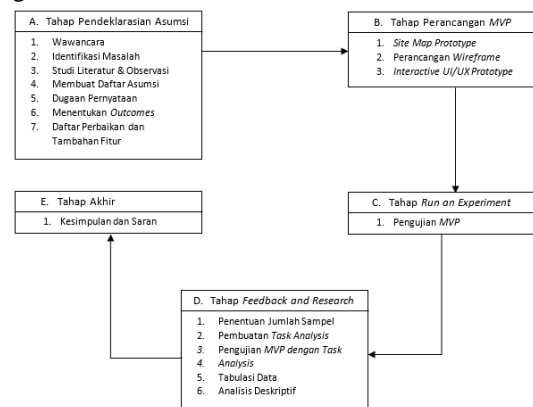 A. Tahap Pendeklarasian Asumsi
1. Wawancara
2. Identifikasi Masalah
3. Studi Literatur & Observasi
4. Membuat Daftar Asumsi
5. Dugaan Pernyataan
6. Menentukan Outcomes
7. Daftar Perbaikan dan
Tambahan Fitur
B. Tahap Perancangan MVP
1. Site Map Prototype
2. Perancangan Wireframe
3. Interactive UI/UX Prototype
C. Tahap Run an Experiment
1. Pengujian MVP
D. Tahap Feedback and Research
1. Penentuan Jumlah Sampel
2. Pembuatan Task Analysis
3. Pengujian MVP dengan Task
4. Analysis
5. Tabulasi Data
6. Analisis Deskriptif
E. Tahap Akhir
1. Kesimpulan dan Saran